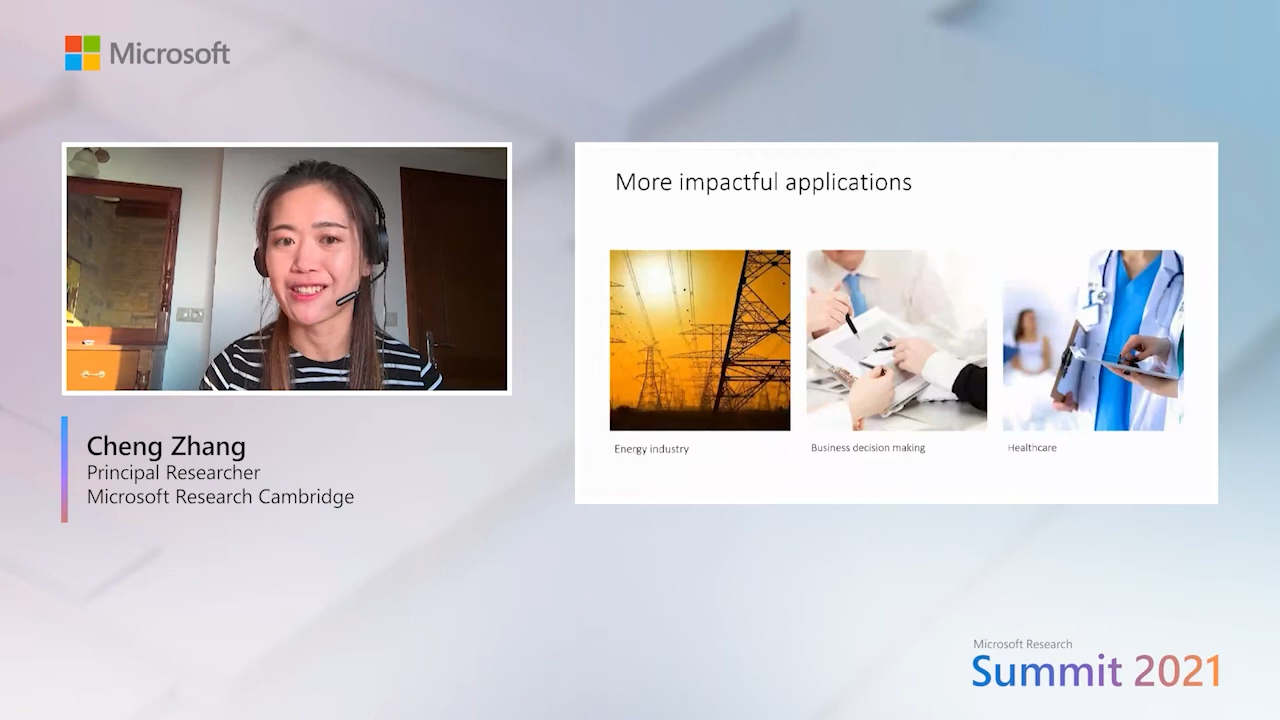 Microsoft
More impactful applications
Energy industry
Business decision making
Healthcare
Cheng Zhang
Principal Researcher
Microsoft Research Cambridge
Microsoft Research
Summit 2021